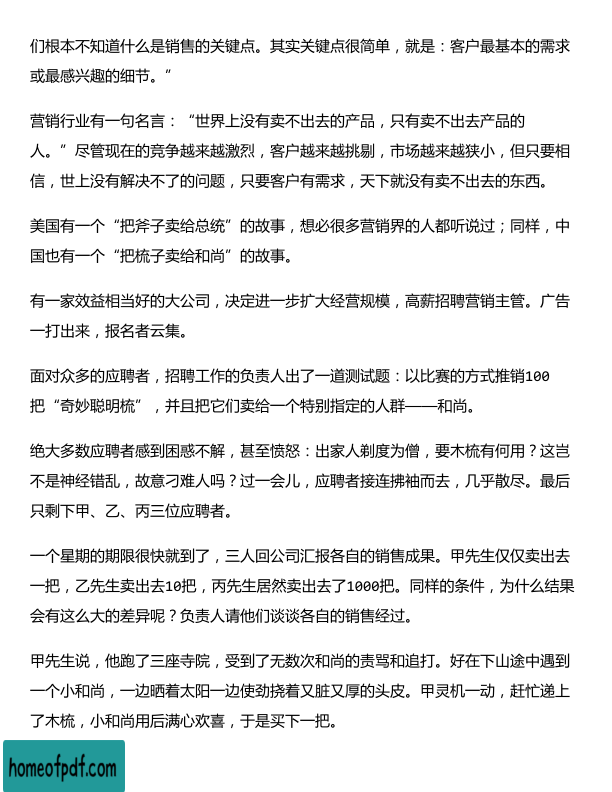 们根本不知道什么是销售的关键点。其实关键点很简单，就是：客户最基本的需求
或最感兴趣的细节。”
营销行业有一句名言：“世界上没有卖不出去的产品，只有卖不出去产品的
人。”尽管现在的竞争越来越激烈，客户越来越挑剔，市场越来越狭小，但只要相
信，世上没有解决不了的问题，只要客户有需求，天下就没有卖不出去的东西。
美国有一个“把斧子卖给总统”的故事，想必很多营销界的人都听说过；同样，中
国也有一个“把梳子卖给和尚”的故事。
有一家效益相当好的大公司，决定进一步扩大经营规模，高薪招聘营销主管。广告
一打出来，报名者云集。
面对众多的应聘者，招聘工作的负责人出了一道测试题：以比赛的方式推销100
把“奇妙聪明梳”，并且把它们卖给一个特别指定的人群——和尚。
绝大多数应聘者感到困惑不解，甚至愤怒：出家人剃度为僧，要木梳有何用？这岂
不是神经错乱，故意刁难人吗？过一会儿，应聘者接连拂袖而去，几乎散尽。最后
只剩下甲、乙、丙三位应聘者。
一个星期的期限很快就到了，三人回公司汇报各自的销售成果。甲先生仅仅卖出去
一把，乙先生卖出去10把，丙先生居然卖出去了1000把。同样的条件，为什么结果
会有这么大的差异呢？负责人请他们谈谈各自的销售经过。
甲先生说，他跑了三座寺院，受到了无数次和尚的责骂和追打。好在下山途中遇到
一个小和尚，一边晒着太阳一边使劲挠着又脏又厚的头皮。甲灵机一动，赶忙递上
了木梳，小和尚用后满心欢喜，于是买下一把。
homeofpdf.com